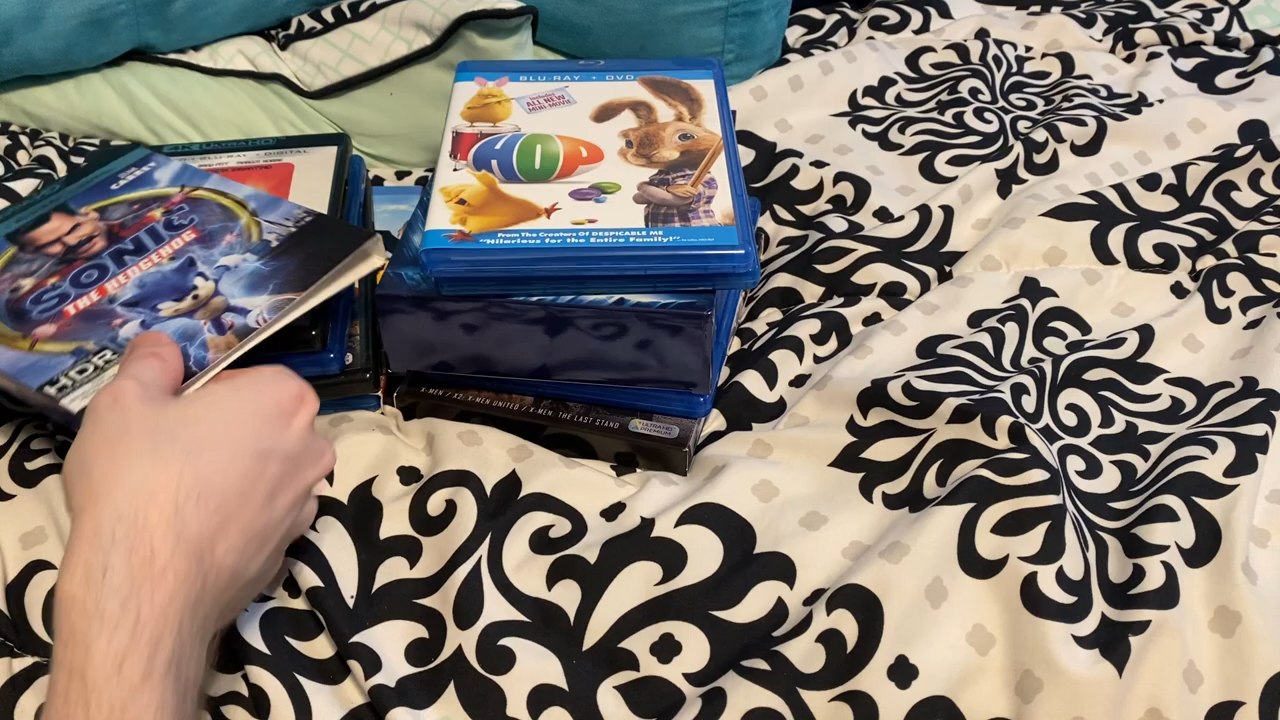 BLU-RAY + DVD
Includes
ALL NEW
MINI-MOVIE
HOP
From The Creators Of DESPICABLE ME
"Hilarious for the Entire Family!"
4K ULTRA HD
BLU-RAY + DIGITAL
CARREY
SONIC
THE HEDGEHOG
HDR
X-MEN / X2: X-MEN UNITED / X-MEN: THE LAST STAND
ULTRA HD
PREMIUM